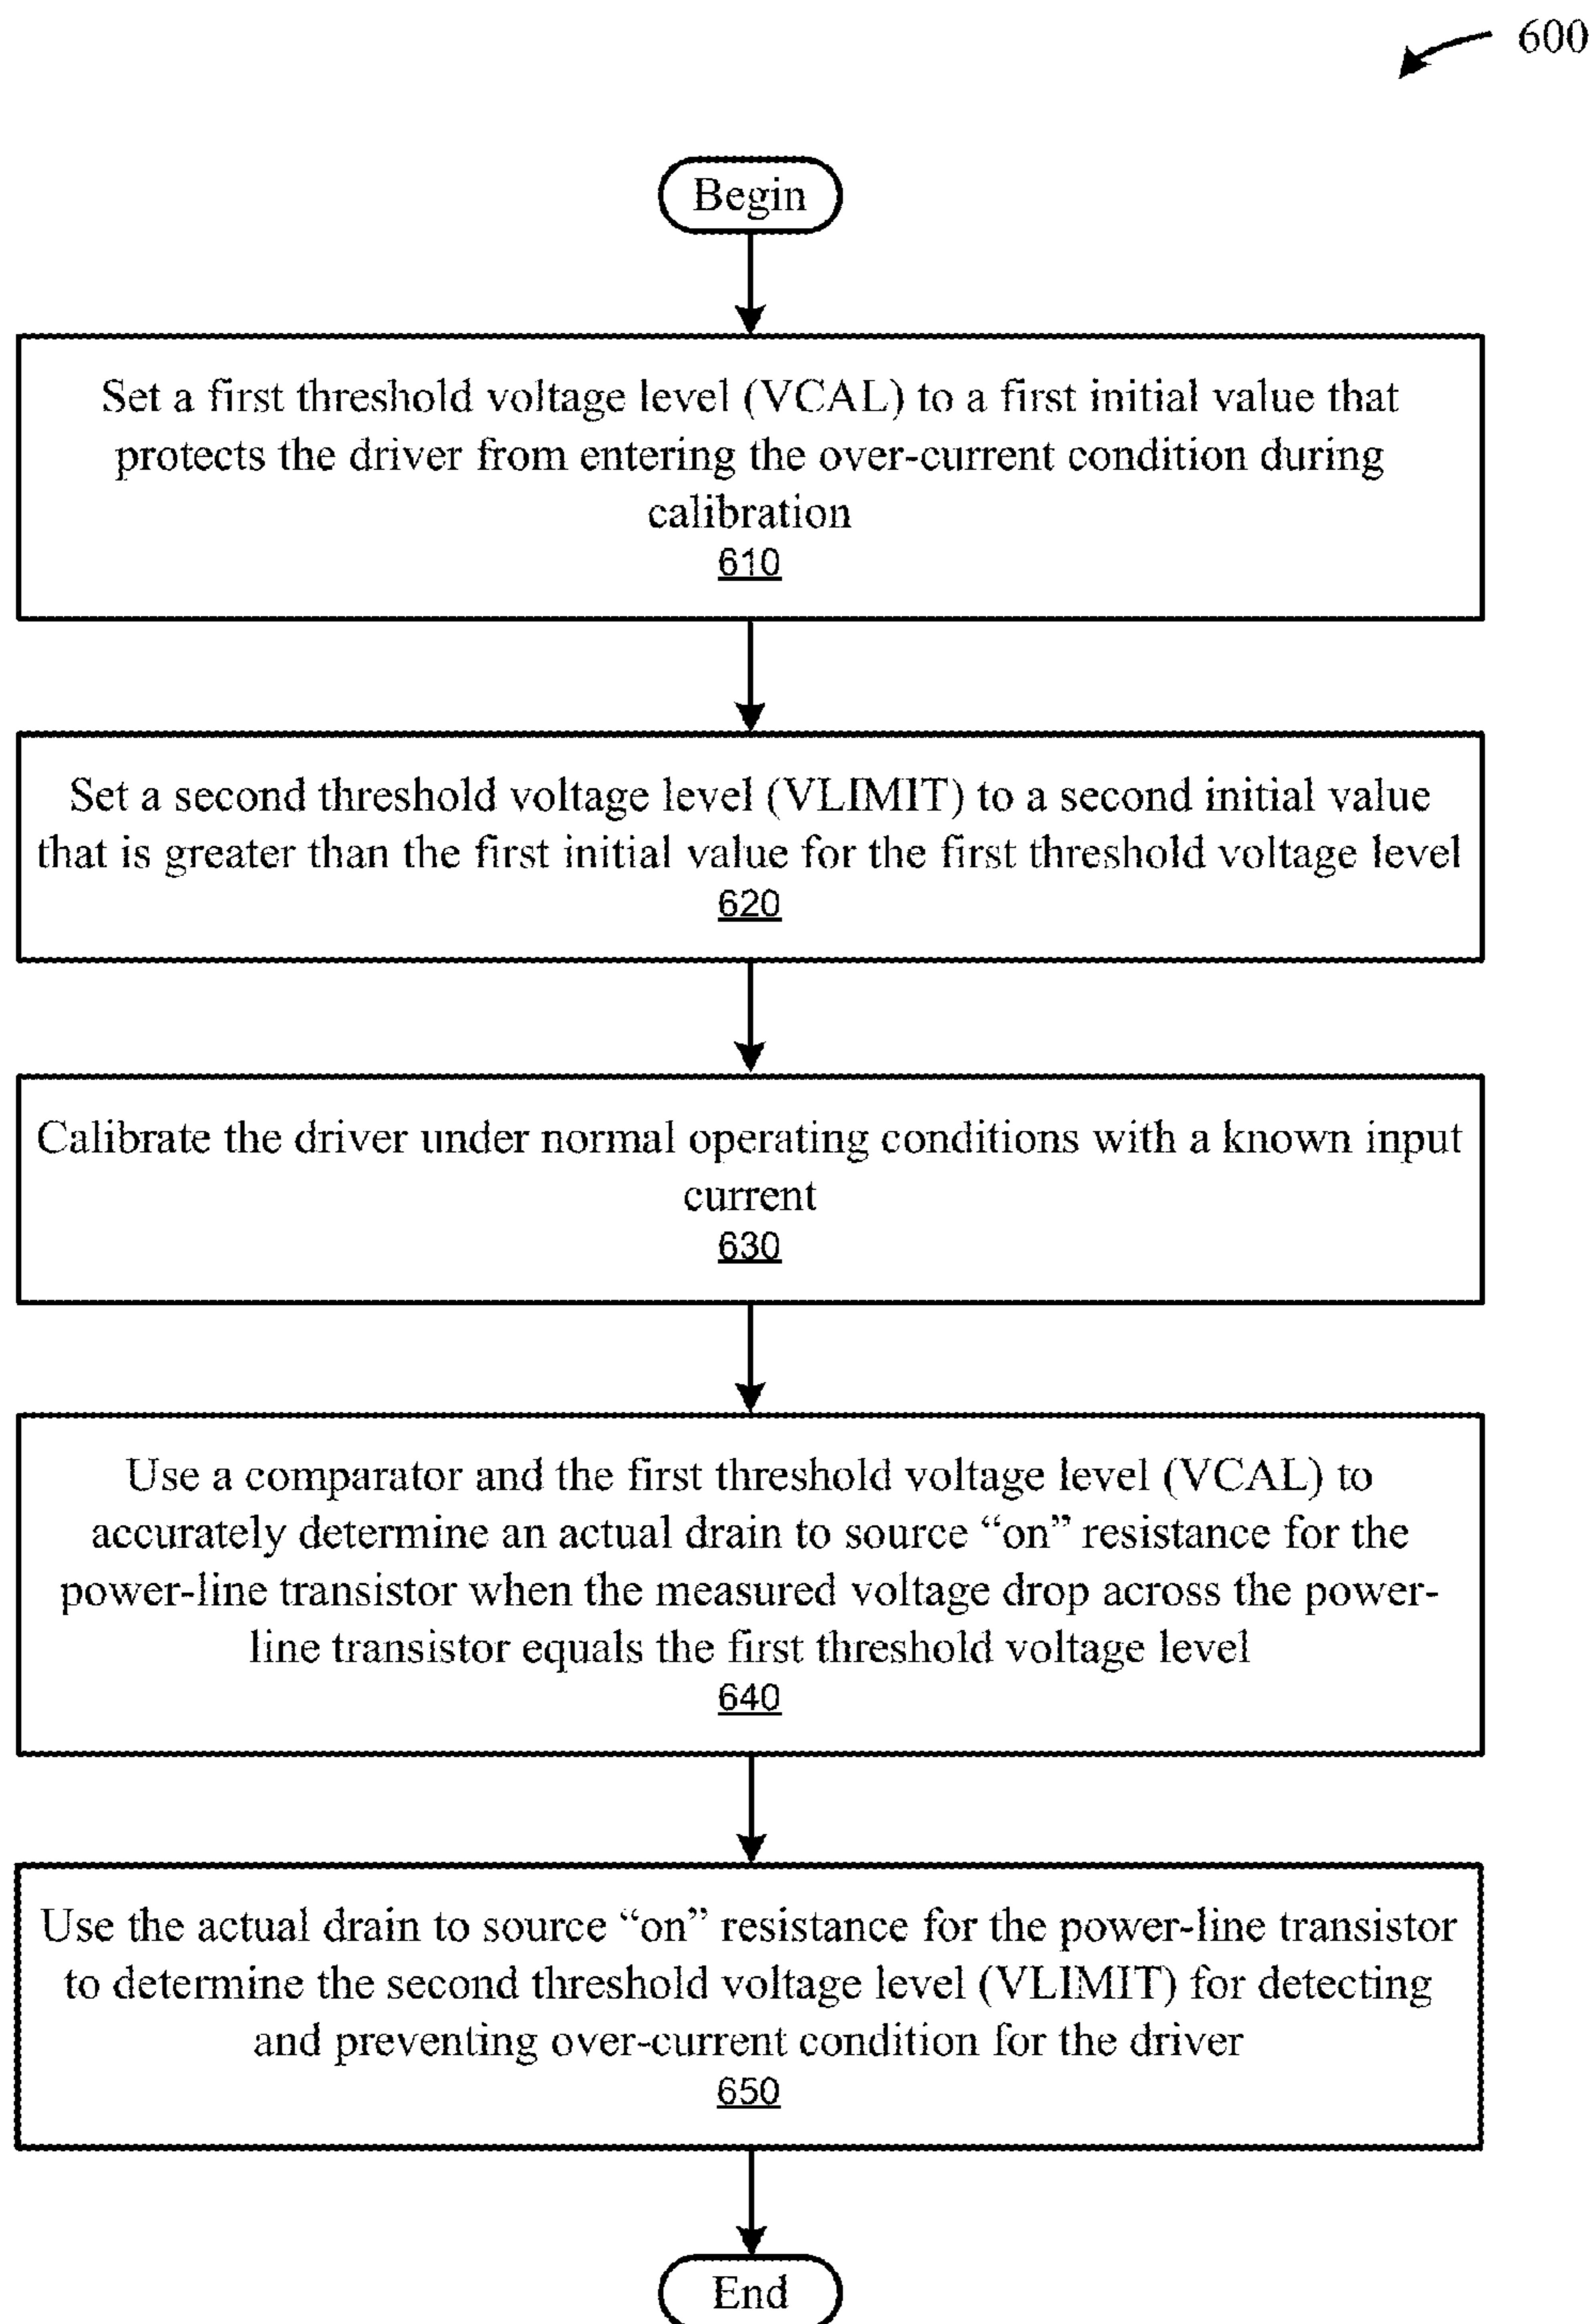 600
Begin
Set a first threshold voltage level (VCAL) to a first initial value that
protects the driver from entering the over-current condition during
calibration
610
Set a second threshold voltage level (VLIMIT) to a second initial value
that is greater than the first initial value for the first threshold voltage level
620
Calibrate the driver under normal operating conditions with a known input
current
630
Use a comparator and the first threshold voltage level (VCAL) to
accurately determine an actual drain to source “on” resistance for the
power-line transistor when the measured voltage drop across the power-
line transistor equals the first threshold voltage level
640
Use the actual drain to source “on” resistance for the power-line transistor
to determine the second threshold voltage level (VLIMIT) for detecting
and preventing over-current condition for the driver
650
End